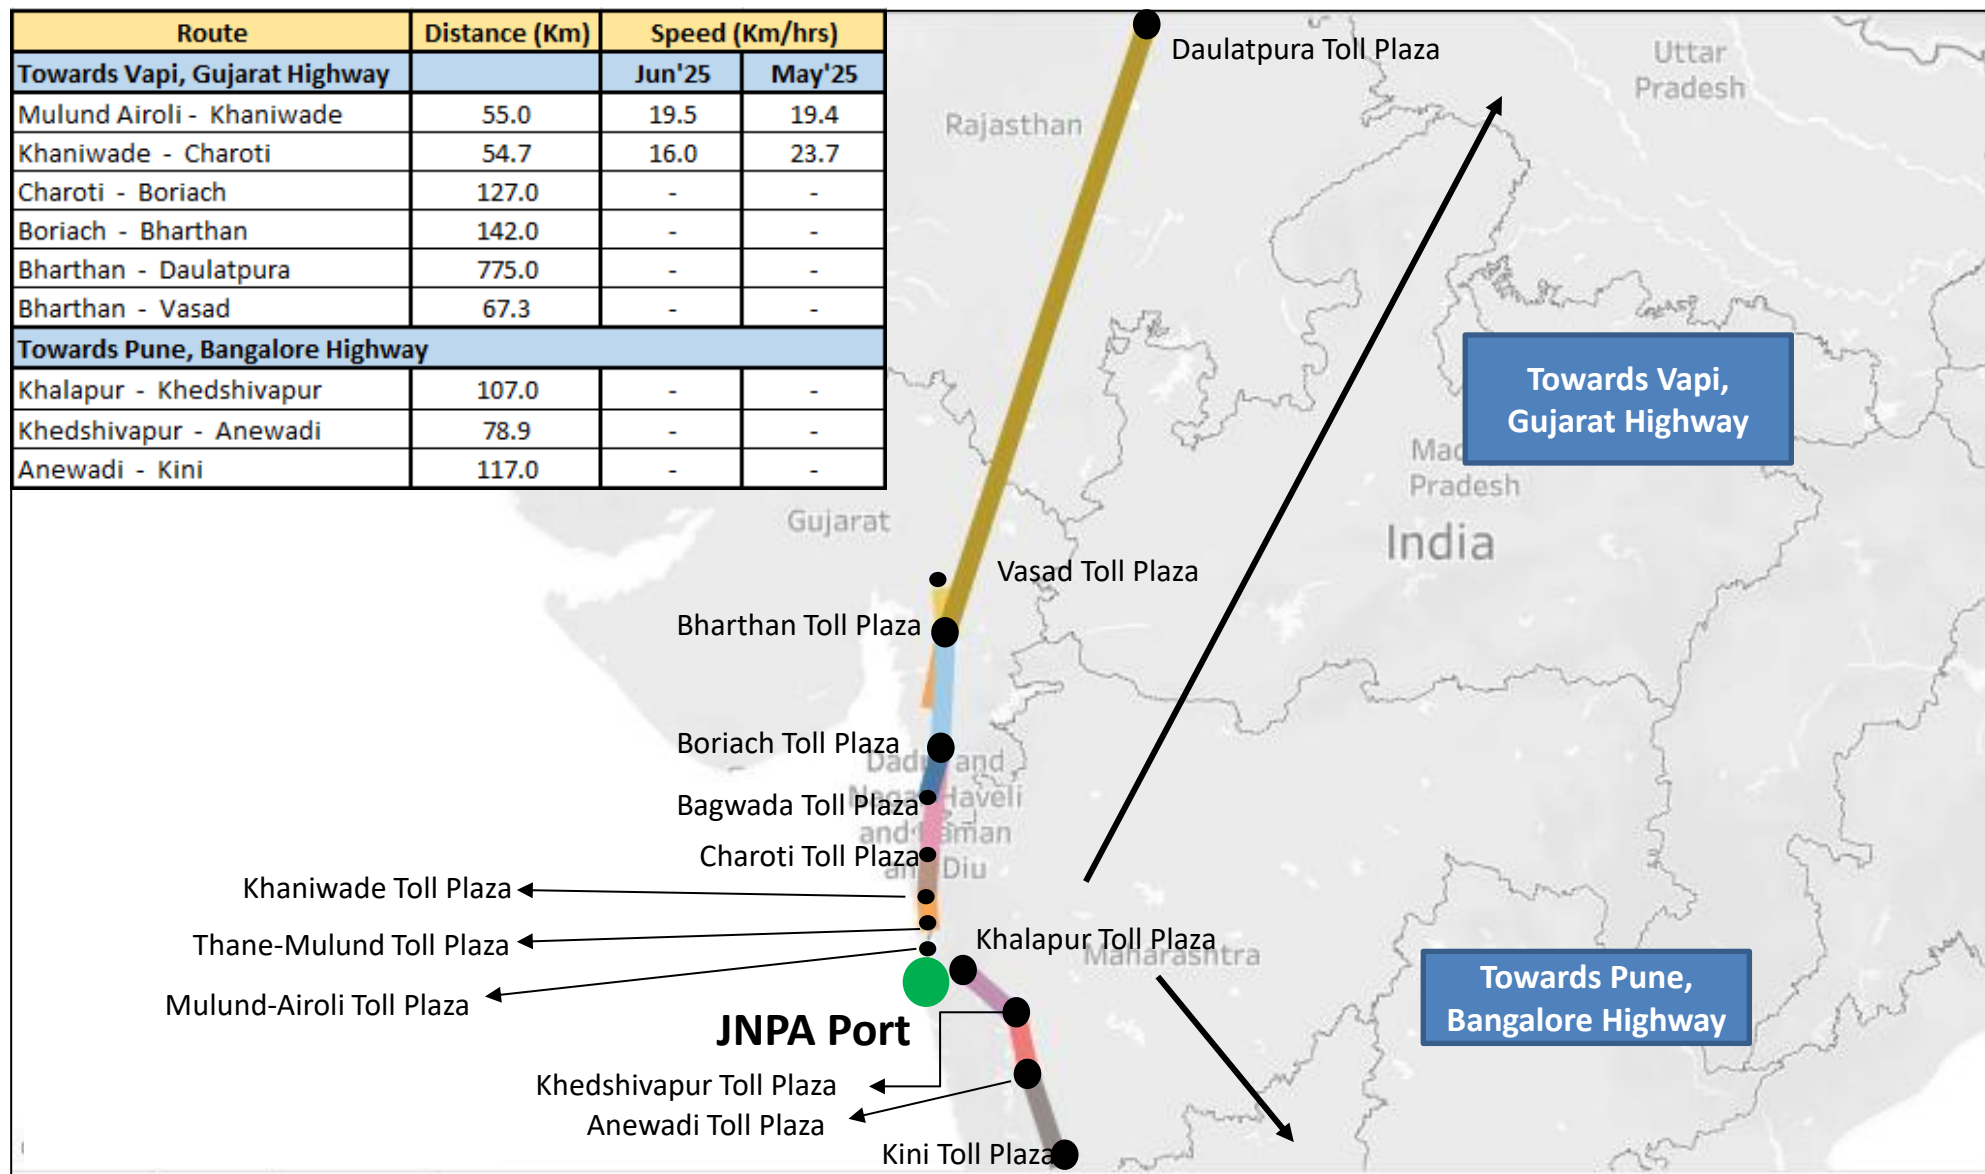 Route Distance (Km) Speed (Km/hrs)
Towards Vapi, Gujarat Highway Jun'25 May'25
Mulund Airoli - Khaniwade 55.0 19.5 19.4
Khaniwade - Charoti 54.7 16.0 23.7
Charoti - Boriach 127.0 - -
Boriach - Bharthan 142.0 - -
Bharthan - Daulatpura 775.0 - -
Bharthan - Vasad 67.3 - -
Towards Pune, Bangalore Highway
Khalapur - Khedshivapur 107.0 - -
Khedshivapur - Anewadi 78.9 - -
Anewadi - Kini 117.0 - -
Daulatpura Toll Plaza
Uttar
Pradesh
Rajasthan
Towards Vapi,
Gujarat Highway
Pradesh
Gujarat
India
Vasad Toll Plaza
Bharthan Toll Plaza
Boriach Toll Plaza
Bagwada Toll Plaza
Haveli
and
Diu
Charoti Toll Plaza
Khaniwade Toll Plaza
Thane-Mulund Toll Plaza
Mulund-Airoli Toll Plaza
Khalapur Toll Plaza
Maharashtra
JNPA Port
Towards Pune,
Bangalore Highway
Khedshivapur Toll Plaza
Anewadi Toll Plaza
Kini Toll Plaza